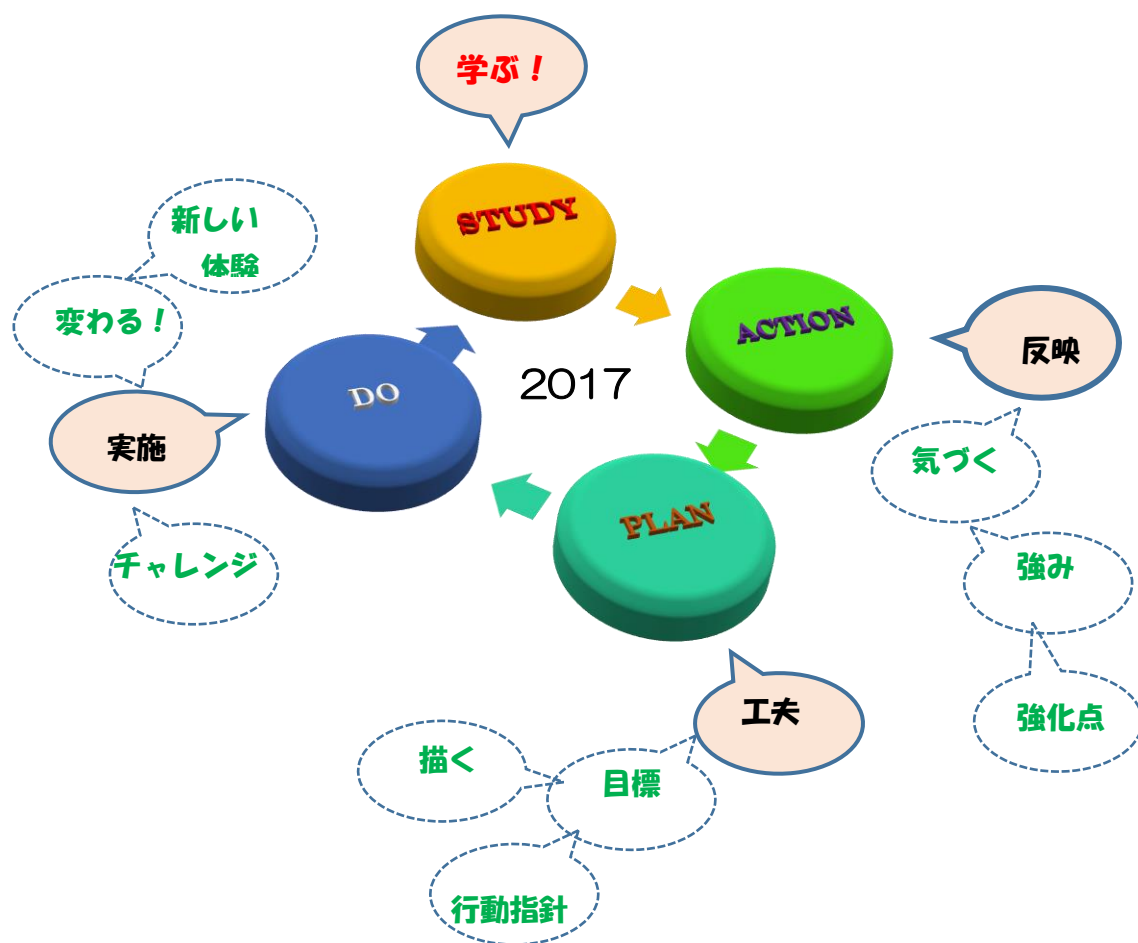 学ぶ！
STUDY
新しい
体験
変わる！
ACTION
反映
2017
DO
実施
気づく
チャレンジ
PLAN
強み
強化点
工夫
描く
目標
行動指針